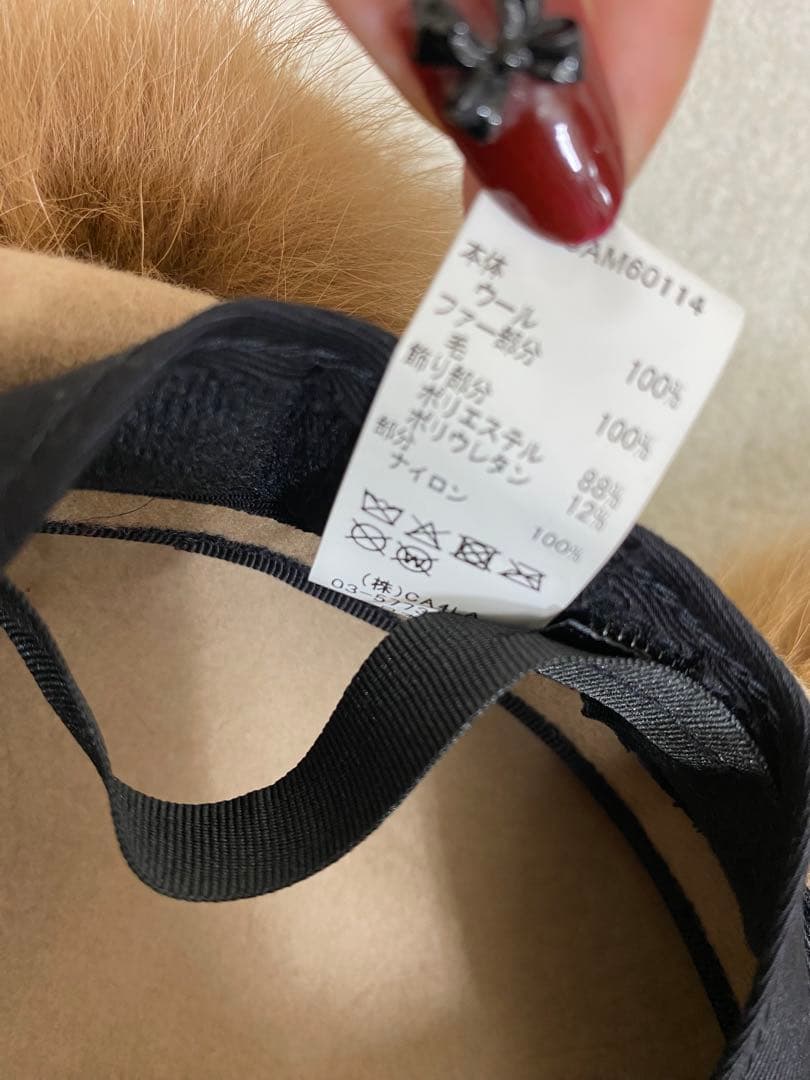 AM60114
本体
ウール 100%
ファー部分
毛 100%
飾り部分
ポリエステル 88%
ポリウレタン 12%
部分
ナイロン 100%
W
(株)CA4LA
03-5773